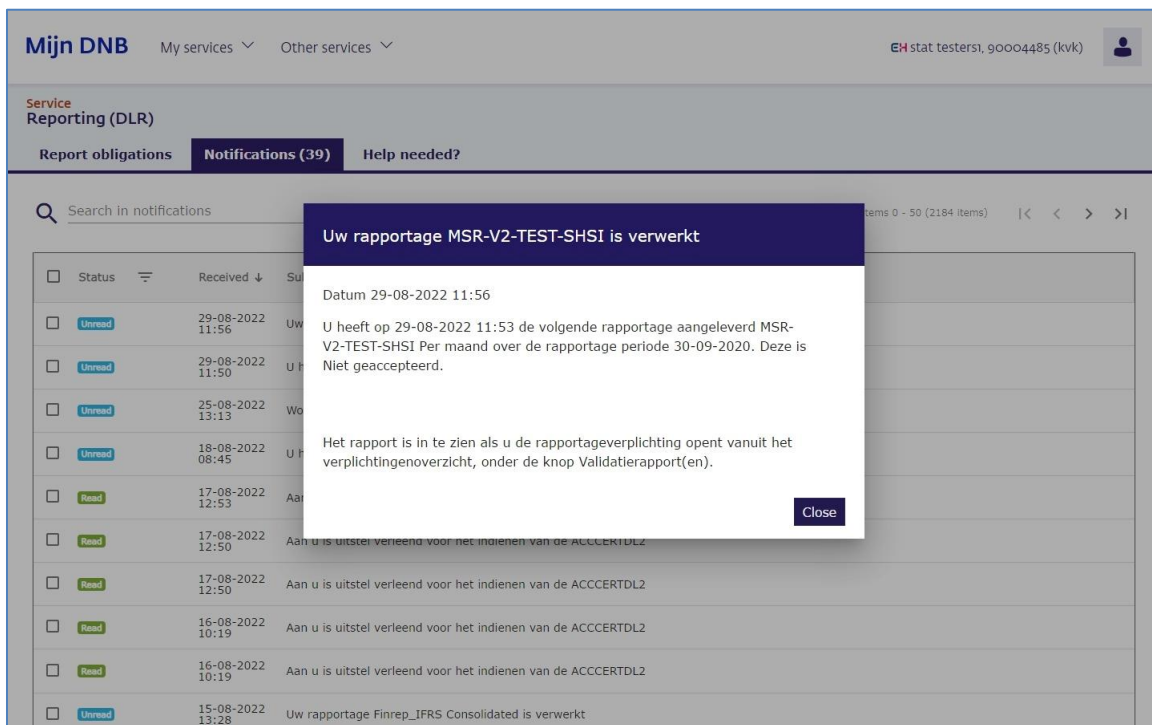 Mijn DNB My services Other services EH stat testers1, 90004485 (kvk)
Service
Reporting (DLR)
Report obligations Notifications (39) Help needed?
Search in notifications
items 0 - 50 (2184 items) |< < > >|
Uw rapportage MSR-V2-TEST-SHSI is verwerkt
Datum 29-08-2022 11:56
U heeft op 29-08-2022 11:53 de volgende rapportage aangeleverd MSR-
V2-TEST-SHSI Per maand over de rapportage periode 30-09-2020. Deze is
Niet geaccepteerd.
Het rapport is in te zien als u de rapportageverplichting opent vanuit het
verplichtingenoverzicht, onder de knop Validatierapport(en).
Close
Status Received ↓
Unread 29-08-2022 11:56 Uw
Unread 29-08-2022 11:50
Unread 25-08-2022 13:13
Unread 18-08-2022 08:45
Read 17-08-2022 12:53
Read 17-08-2022 12:50 Aan u is uitstel verleend voor het indienen van de ACCCERTDL2
Read 17-08-2022 12:50 Aan u is uitstel verleend voor het indienen van de ACCCERTDL2
Read 16-08-2022 10:19 Aan u is uitstel verleend voor het indienen van de ACCCERTDL2
Read 16-08-2022 10:19 Aan u is uitstel verleend voor het indienen van de ACCCERTDL2
Unread 15-08-2022 13:28 Uw rapportage Finrep_IFRS Consolidated is verwerkt